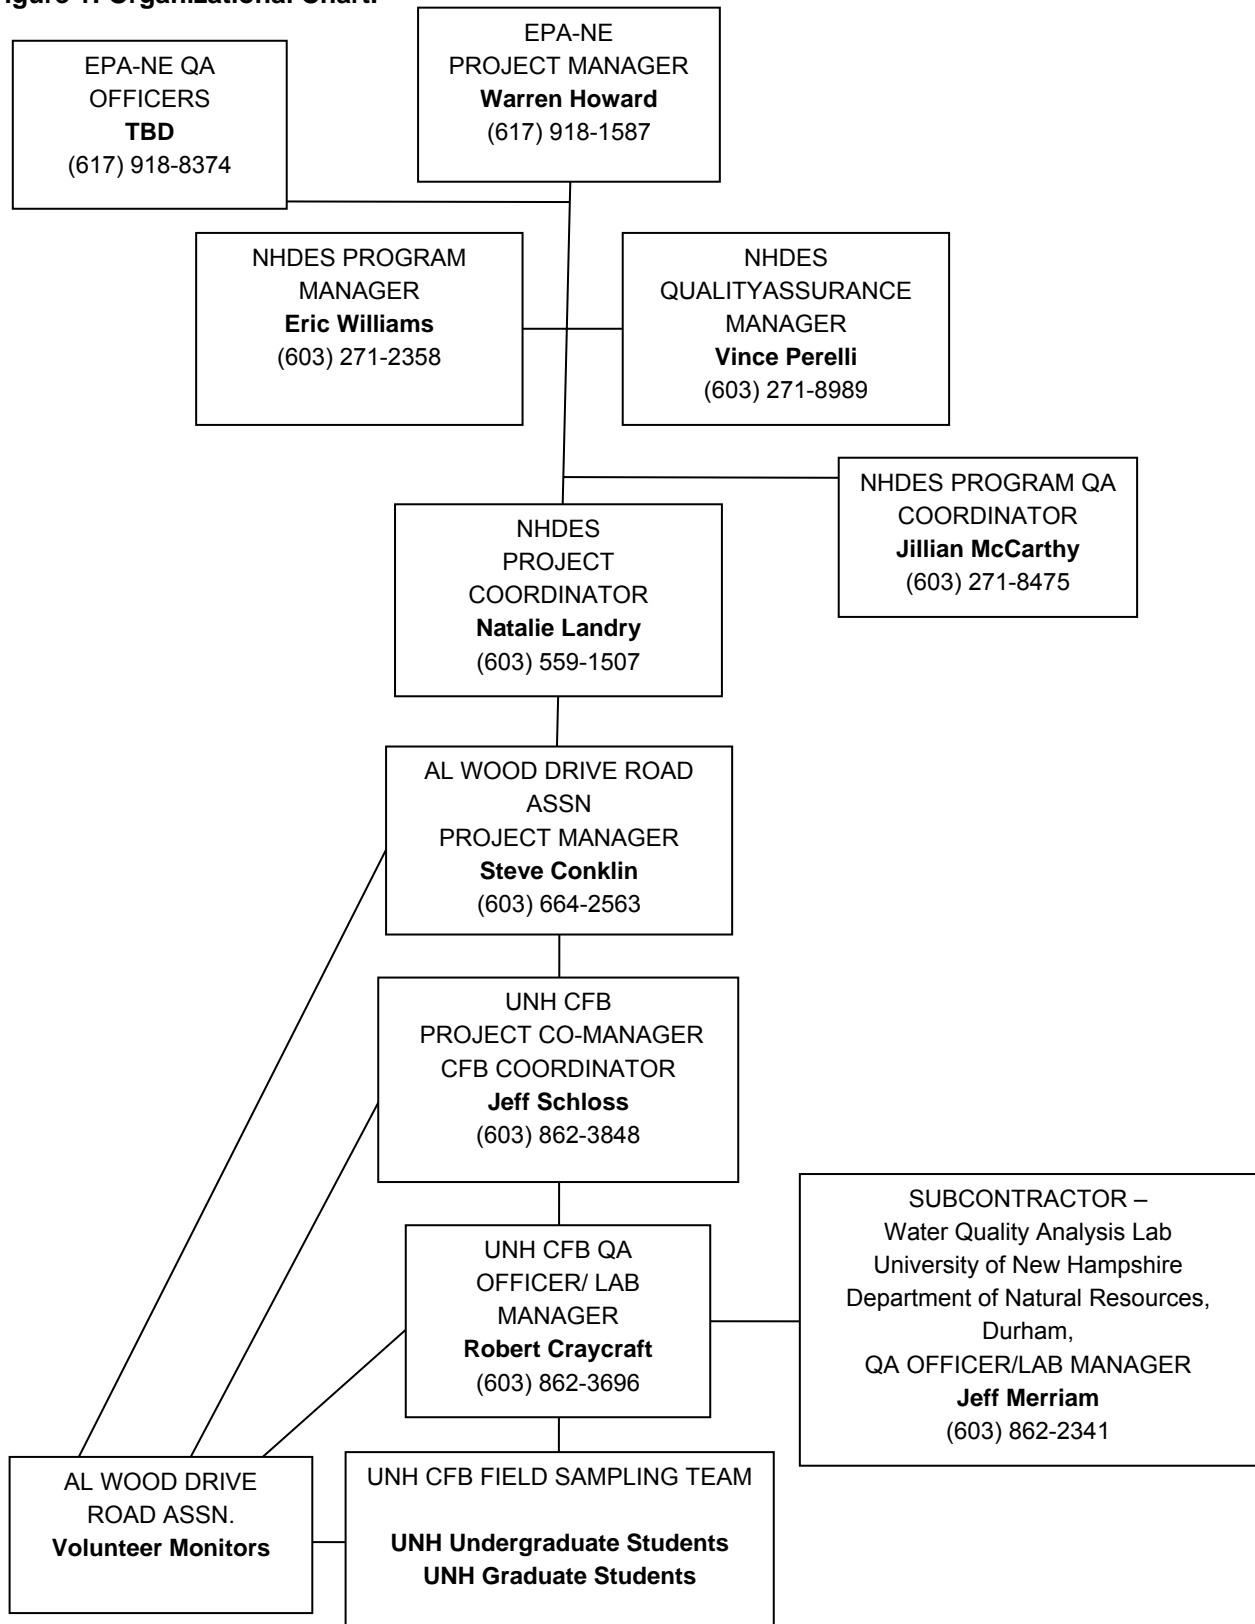 igure 1. Organizational Chart.
EPA-NE QA
OFFICERS
TBD
(617) 918-8374
EPA-NE
PROJECT MANAGER
Warren Howard
(617) 918-1587
NHDES PROGRAM
MANAGER
Eric Williams
(603) 271-2358
NHDES
QUALITYASSURANCE
MANAGER
Vince Perelli
(603) 271-8989
NHDES PROGRAM QA
COORDINATOR
Jillian McCarthy
(603) 271-8475
NHDES
PROJECT
COORDINATOR
Natalie Landry
(603) 559-1507
AL WOOD DRIVE ROAD
ASSN
PROJECT MANAGER
Steve Conklin
(603) 664-2563
UNH CFB
PROJECT CO-MANAGER
CFB COORDINATOR
Jeff Schloss
(603) 862-3848
UNH CFB QA
OFFICER/ LAB
MANAGER
Robert Craycraft
(603) 862-3696
SUBCONTRACTOR –
Water Quality Analysis Lab
University of New Hampshire
Department of Natural Resources,
Durham,
QA OFFICER/LAB MANAGER
Jeff Merriam
(603) 862-2341
AL WOOD DRIVE
ROAD ASSN.
Volunteer Monitors
UNH CFB FIELD SAMPLING TEAM
UNH Undergraduate Students
UNH Graduate Students